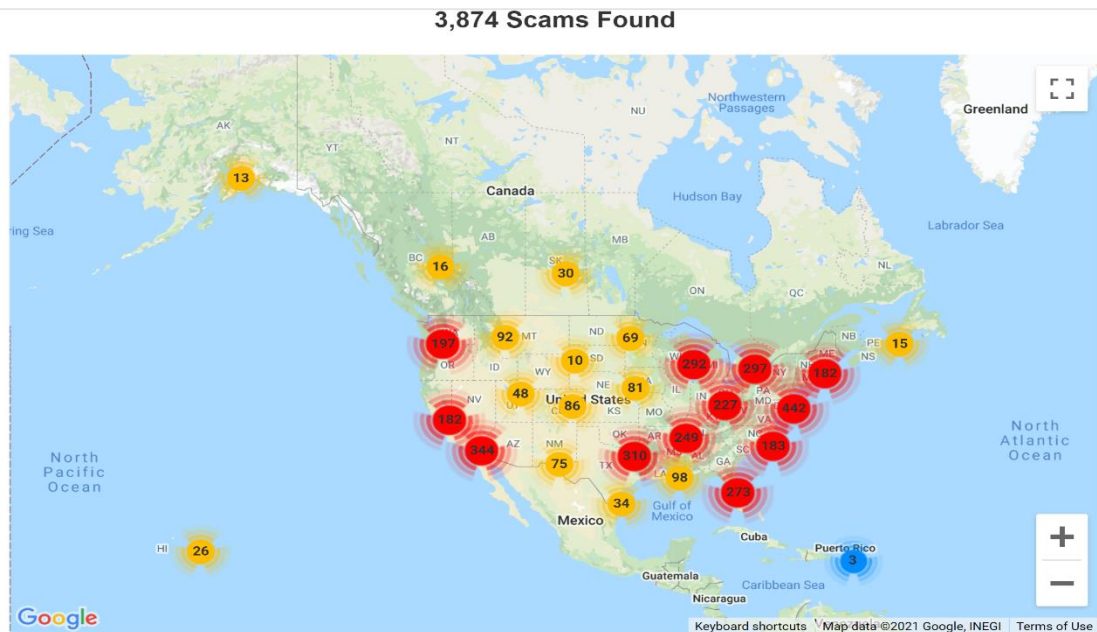 3,874 Scams Found
Greenland
Northwestern
Passages
NU
AK
YT
NT
13
Canada
Hudson Bay
Labrador Sea
ring Sea
AB
MB
BC
16
SK
30
NL
ON
QC
NB
PE
15
NS
197
92
MT
ND
69
OR
ID
10
SD
WY
292
297
NY
ME
182
IL
PA
NV
48
NE
81
IN
MD
United States
86
KS
MO
227
VA
442
182
344
AZ
NM
OK
AR
249
NC
183
SC
75
TX
310
AL
GA
LA
98
273
34
Gulf of
Mexico
Mexico
North
Pacific
Ocean
North
Atlantic
Ocean
HI
26
Cuba
Puerto Rico
3
Guatemala
Caribbean Sea
Nicaragua
+
−
Google
Keyboard shortcuts
Map data ©2021 Google, INEGI
Terms of Use